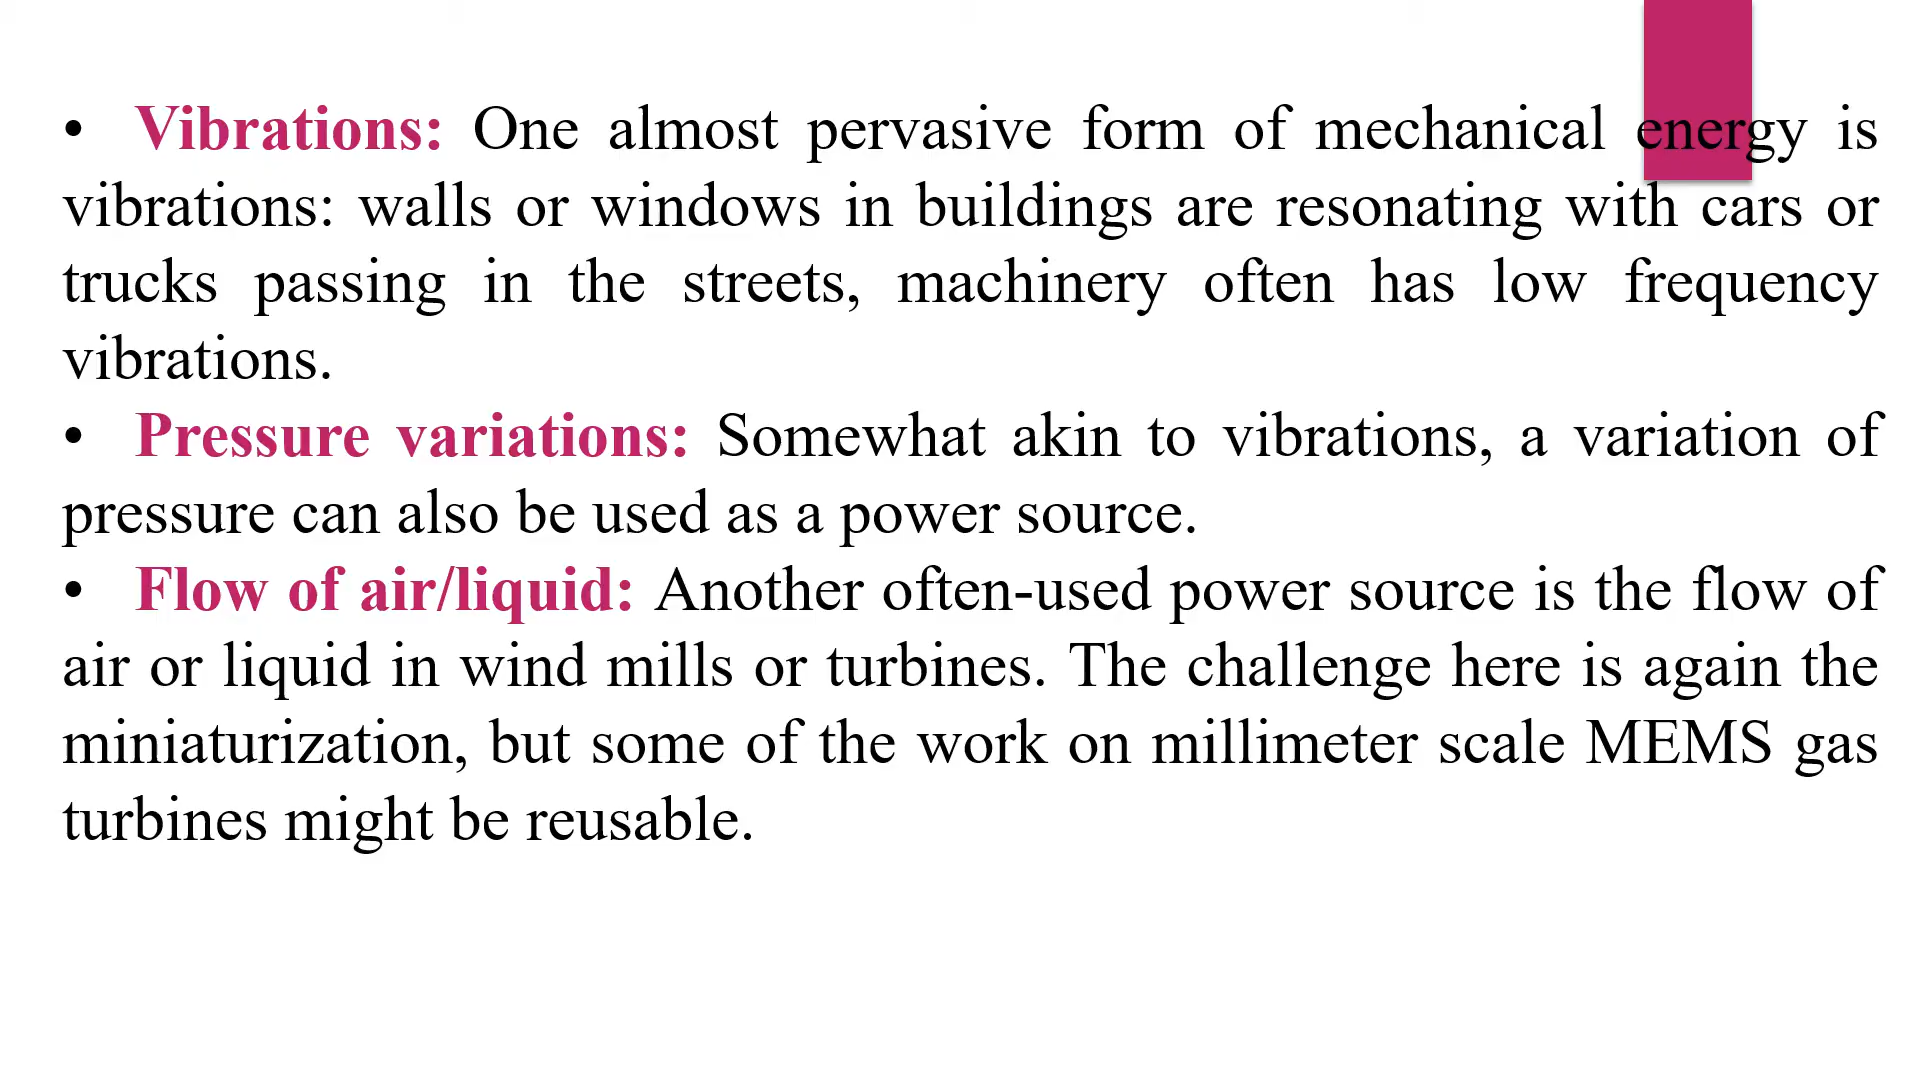 • Vibrations: One almost pervasive form of mechanical energy is
vibrations: walls or windows in buildings are resonating with cars or
trucks passing in the streets, machinery often has low frequency
vibrations.
• Pressure variations: Somewhat akin to vibrations, a variation of
pressure can also be used as a power source.
• Flow of air/liquid: Another often-used power source is the flow of
air or liquid in wind mills or turbines. The challenge here is again the
miniaturization, but some of the work on millimeter scale MEMS gas
turbines might be reusable.